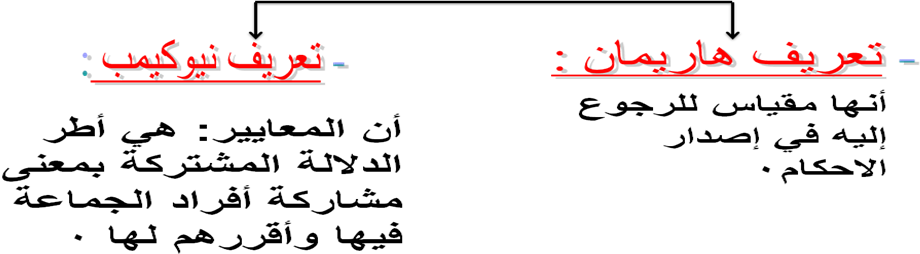 - تعريف هاريمان :
أنها مقياس للرجوع
إليه في إصدار
الاحكام .
- تعريف نيوكيمب :
أن المعايير : هي أطر
الدلالة المشتركة بمعنى
مشاركة أفراد الجماعة
فيها وأقررهم لها .